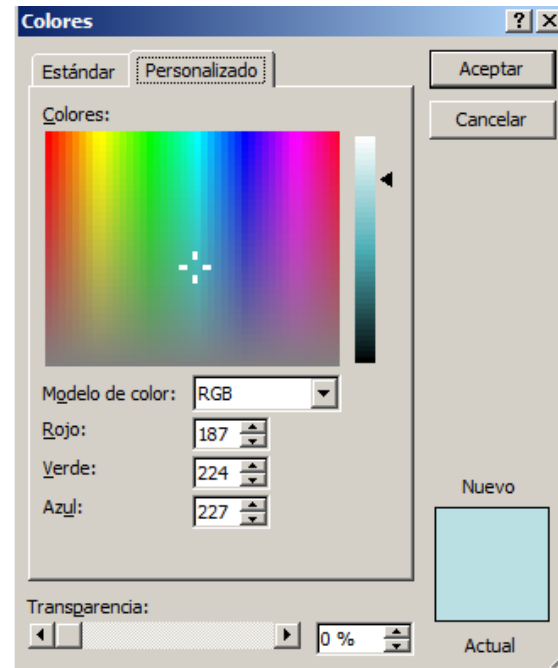 Colores
Estándar Personalizado
Aceptar
Cancelar
Colores:
Modelo de color: RGB
Rojo: 187
Verde: 224
Azul: 227
Nuevo
Transparencia:
0 %
Actual